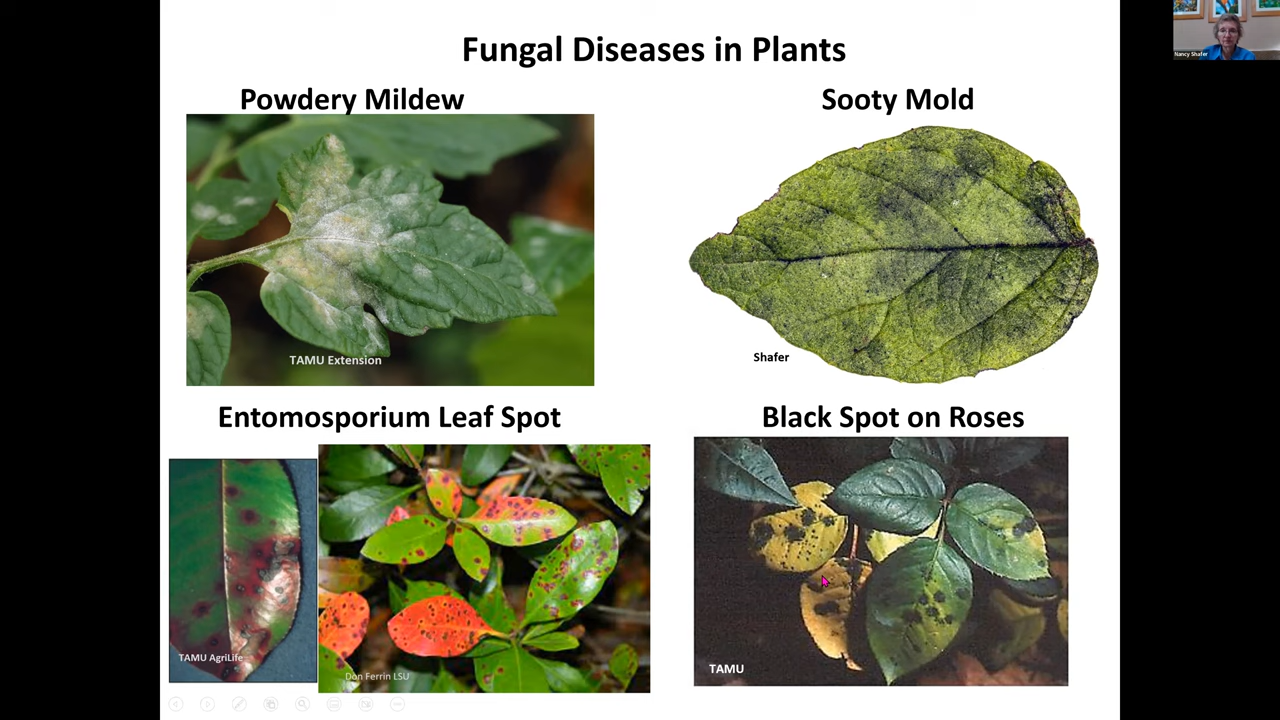 Fungal Diseases in Plants
Nancy Shafer
Powdery Mildew
Sooty Mold
TAMU Extension
Shafer
Entomosporium Leaf Spot
Black Spot on Roses
TAMU AgriLife
Don Ferrin LSU
TAMU